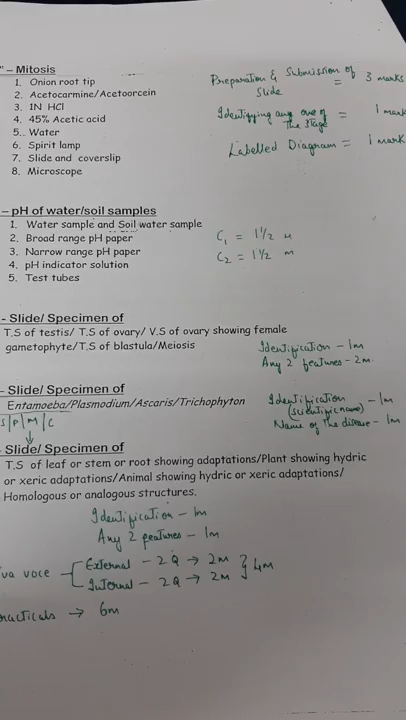 " – Mitosis
1. Onion root tip
2. Acetocarmine/Acetoorcein
3. 1N HCl
4. 45% Acetic acid
5.. Water
6. Spirit lamp
7. Slide and coverslip
8. Microscope
Preparation & Submission of Slide = 3 marks
Identifying any one of the stage = 1 mark
Labelled Diagram = 1 mark
– pH of water/soil samples
1. Water sample and Soil water sample
2. Broad range pH paper
3. Narrow range pH paper
4. pH indicator solution
5. Test tubes
C1 = 1 1/2 M
C2 = 1 1/2 m
- Slide/ Specimen of
T.S of testis/ T.S of ovary/ V.S of ovary showing female
gametophyte/T.S of blastula/Meiosis
Identification – 1m
Any 2 features – 2m.
– Slide/ Specimen of
Entamoeba/Plasmodium/Ascaris/Trichophyton
S|P|M|C
Identification – 1m
(Scientific name)
Name of the disease – 1m
- Slide/ Specimen of
T.S of leaf or stem or root showing adaptations/Plant showing hydric
or xeric adaptations/Animal showing hydric or xeric adaptations/
Homologous or analogous structures.
Identification – 1m
Any 2 features – 1m
va voce
External – 2Q → 2M
Internal – 2Q → 2M
4M
racticals → 6m